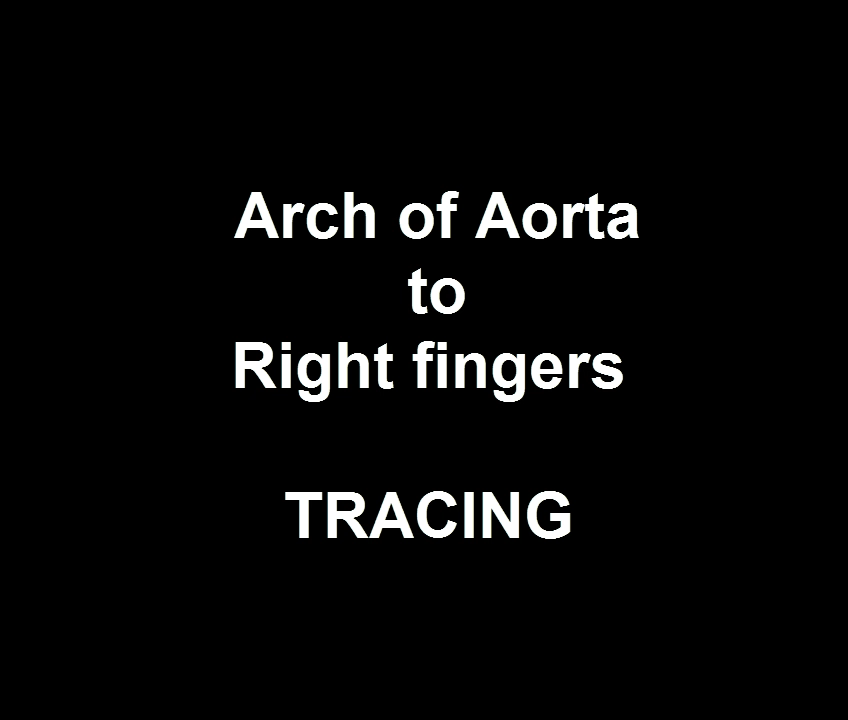 Arch of Aorta
to
Right fingers
TRACING